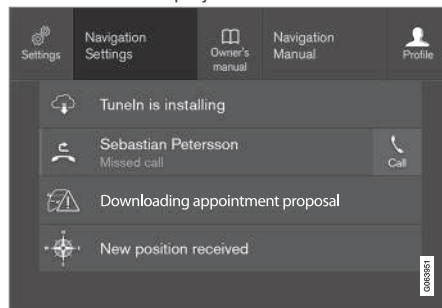 Settings
Navigation
Settings
Owner's
manual
Navigation
Manual
Profile
TuneIn is installing
Sebastian Petersson
Missed call
Call
Downloading appointment proposal
New position received
G063951